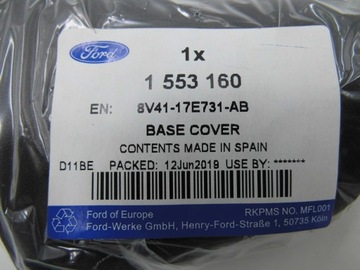 Ford
1x
1 553 160
EN: 8V41-17E731-AB
BASE COVER
CONTENTS MADE IN SPAIN
D11BE PACKED: 12Jun2019 USE BY: *******
Ford of Europe RKPMS NO. MFL001
Ford-Werke GmbH, Henry-Ford-Straße 1, 50735 Köln